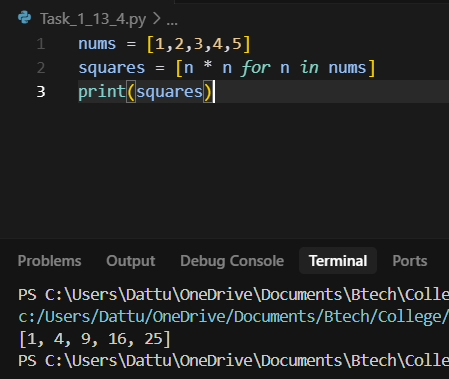 Task_1_13_4.py > ...
1 nums = [1,2,3,4,5]
2 squares = [n * n for n in nums]
3 print(squares)
Problems Output Debug Console Terminal Ports
PS C:\Users\Dattu\OneDrive\Documents\Btech\Colle
c:/Users/Dattu/OneDrive/Documents/Btech/College/
[1, 4, 9, 16, 25]
PS C:\Users\Dattu\OneDrive\Documents\Btech\Colle